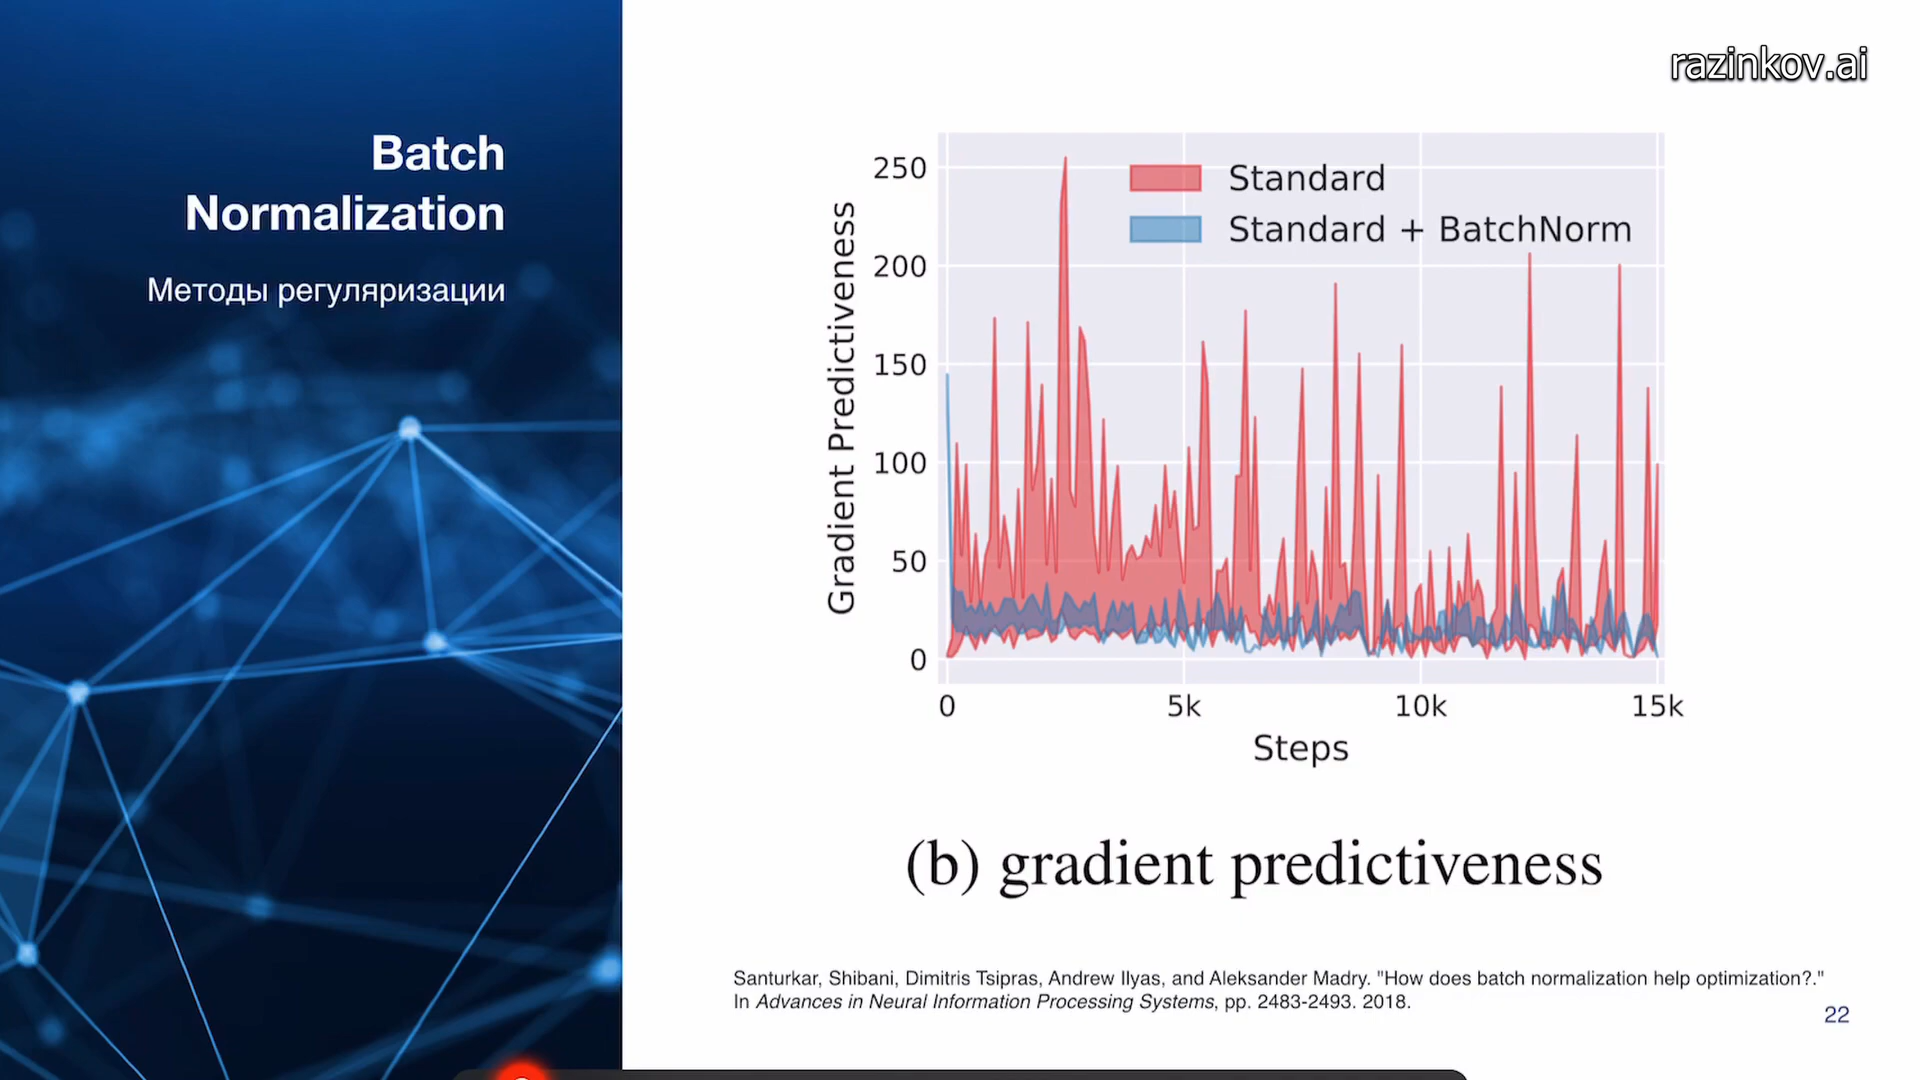 razinkov.ai
Batch
Normalization
Методы регуляризации
Gradient Predictiveness
250
200
150
100
50
0
Standard
Standard + BatchNorm
0 5k 10k 15k
Steps
(b) gradient predictiveness
Santurkar, Shibani, Dimitris Tsipras, Andrew Ilyas, and Aleksander Madry. "How does batch normalization help optimization?."
In Advances in Neural Information Processing Systems, pp. 2483-2493. 2018.
22